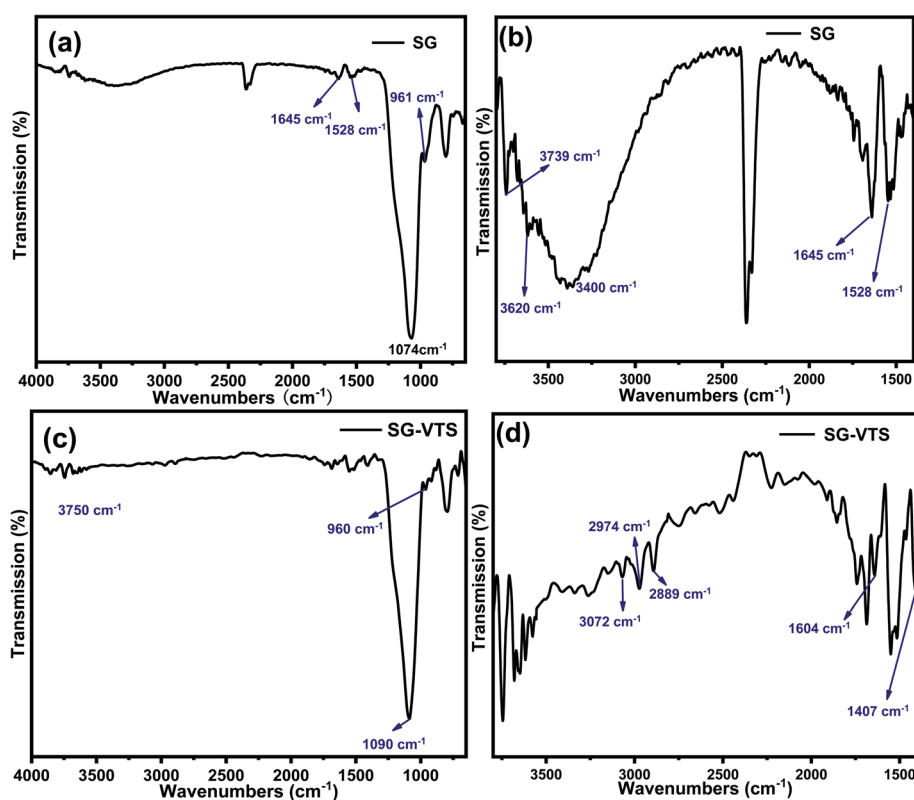 (a)
SG
1645 cm-1
1528 cm-1
961 cm-1
1074cm-1
Transmission (%)
4000 3500 3000 2500 2000 1500 1000
Wavenumbers (cm-1)
(b)
SG
3739 cm-1
3620 cm-1
3400 cm-1
1645 cm-1
1528 cm-1
Transmission (%)
3500 3000 2500 2000 1500
Wavenumbers (cm-1)
(c)
SG-VTS
3750 cm-1
960 cm-1
1090 cm-1
Transmission (%)
4000 3500 3000 2500 2000 1500 1000
Wavenumbers (cm-1)
(d)
SG-VTS
2974 cm-1
2889 cm-1
3072 cm-1
1604 cm-1
1407 cm-1
Transmission (%)
3500 3000 2500 2000 1500
Wavenumbers (cm-1)